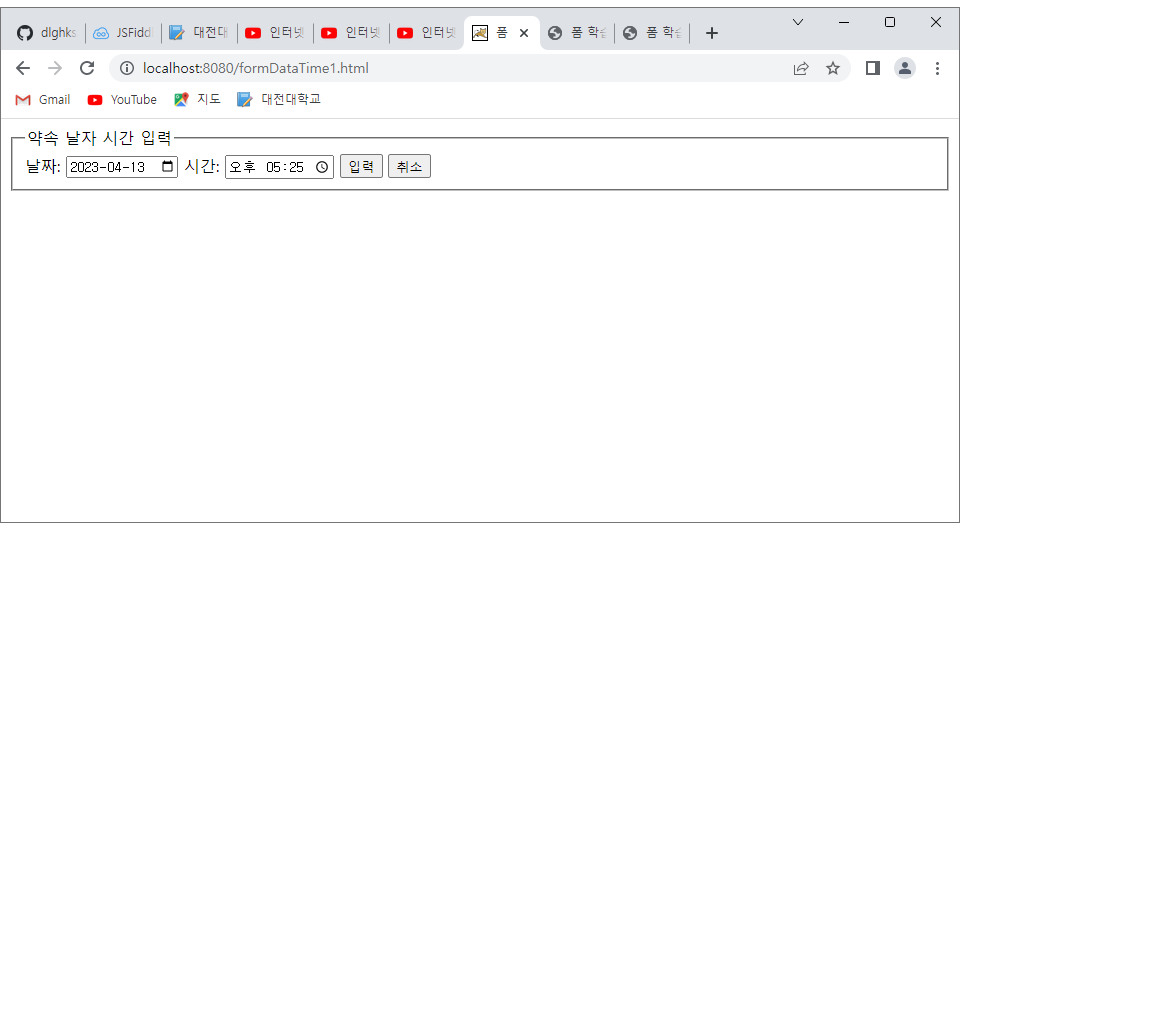 dlghks JSFidd 대전대 인터넷 인터넷 인터넷 폼 폼 학습 폼 학습
localhost:8080/formDataTime1.html
Gmail YouTube 지도 대전대학교
약속 날자 시간 입력
날짜: 2023-04-13 시간: 오후 05:25 입력 취소